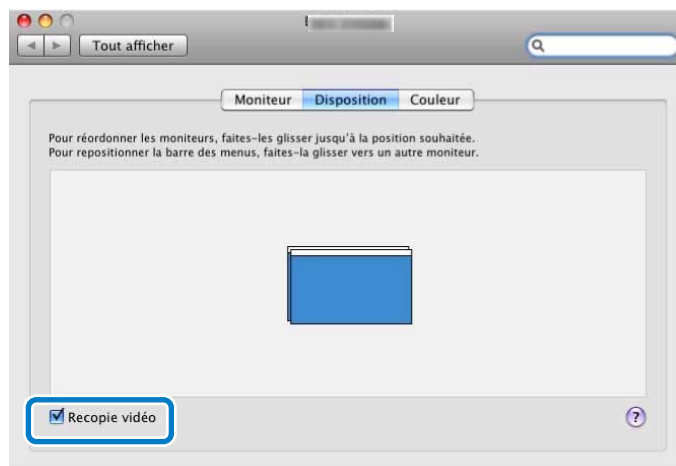 Tout afficher
Moniteur Disposition Couleur
Pour réordonner les moniteurs, faites-les glisser jusqu'à la position souhaitée.
Pour repositionner la barre des menus, faites-la glisser vers un autre moniteur.
Recopie vidéo
?